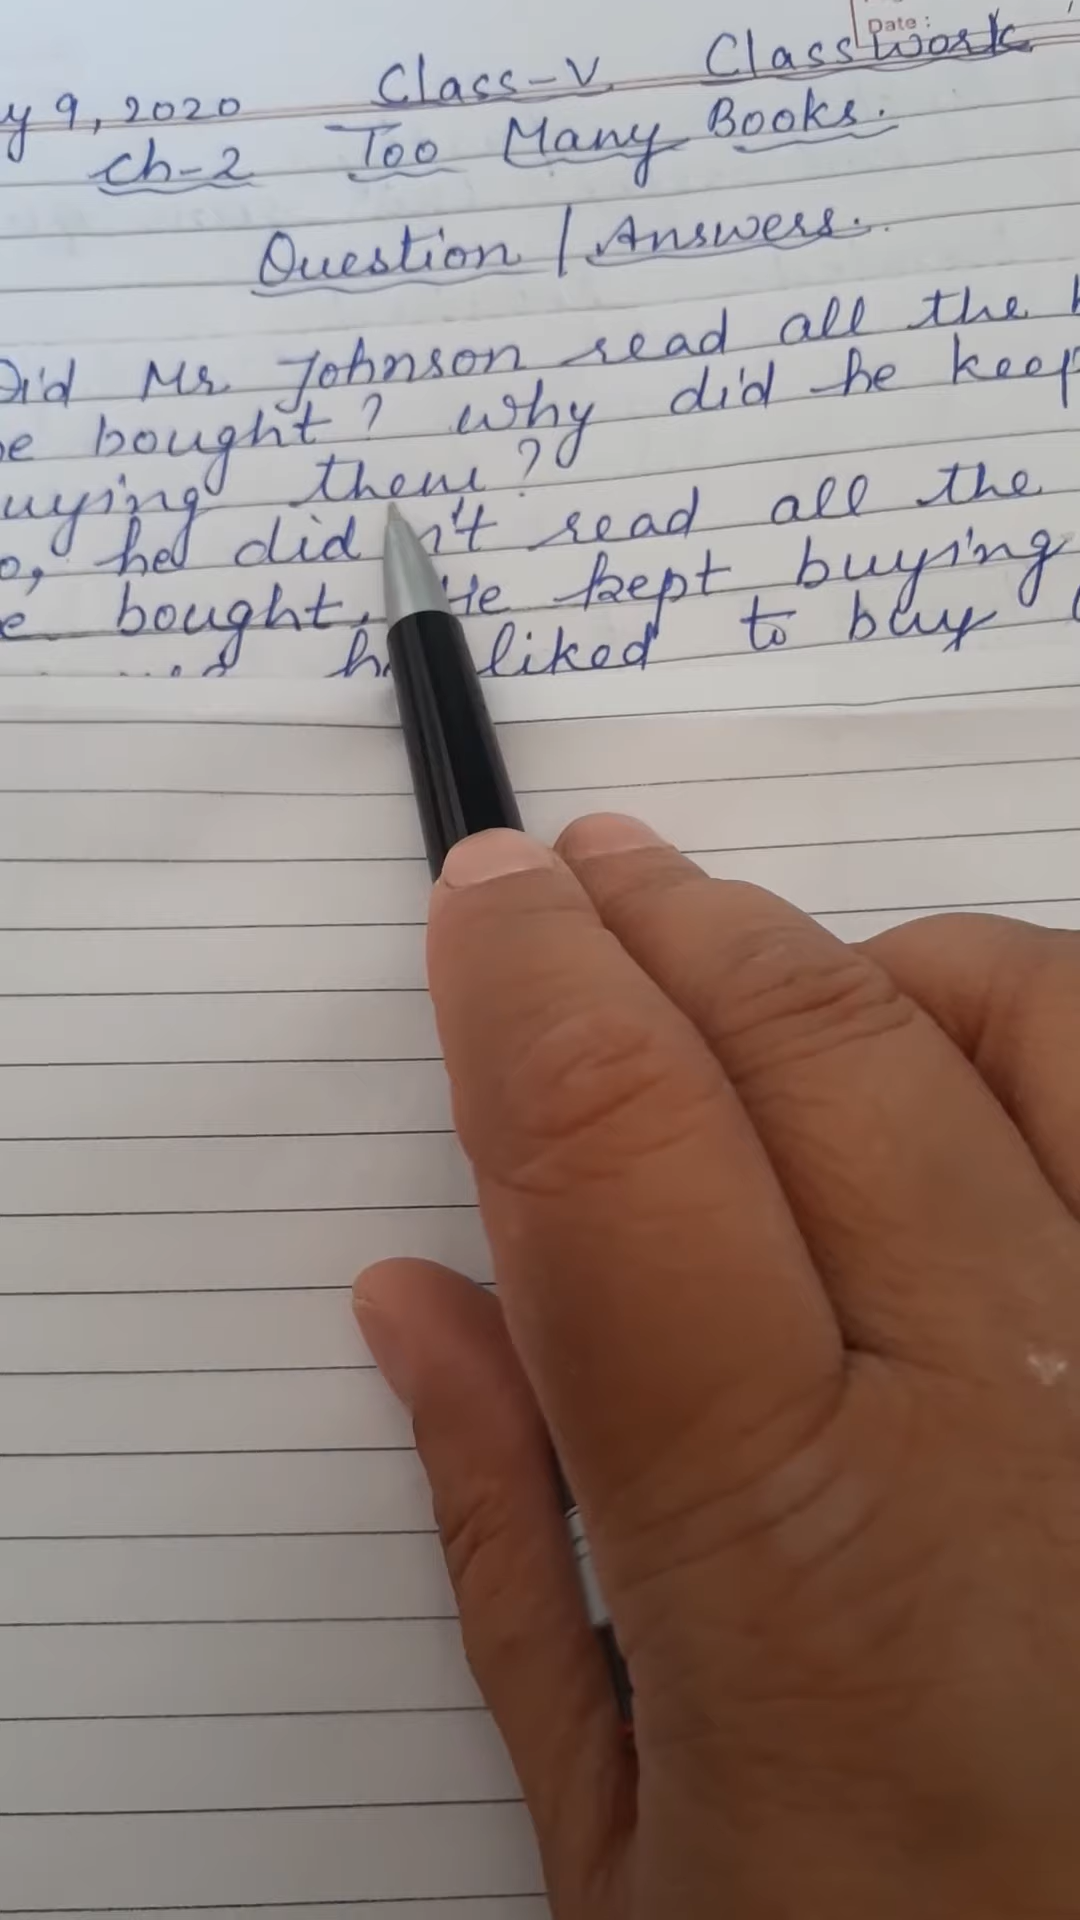 Date :
y 9, 2020 Class-V Classwork
Ch-2 Too Many Books.
Question / Answers.
Did Mr Johnson read all the
bought? Why did he keep
uying them?
o, he didn't read all the
bought. He kept buying
liked to buy